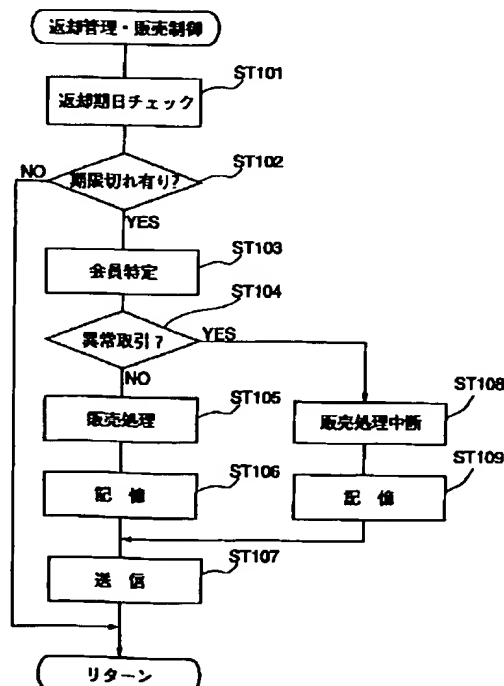 返却管理・販売制御
ST101
返却期日チェック
ST102
NO
期限切れ有り?
YES
ST103
会員特定
ST104
異常取引?
YES
NO
ST105
販売処理
ST108
販売処理中断
ST106
記 憶
ST109
記 憶
ST107
送 信
リターン